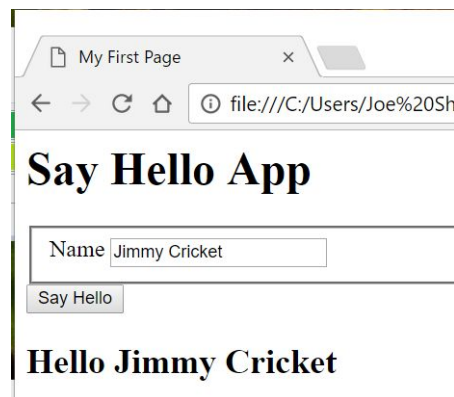 My First Page
file:///C:/Users/Joe%20Sh
Say Hello App
Name Jimmy Cricket
Say Hello
Hello Jimmy Cricket